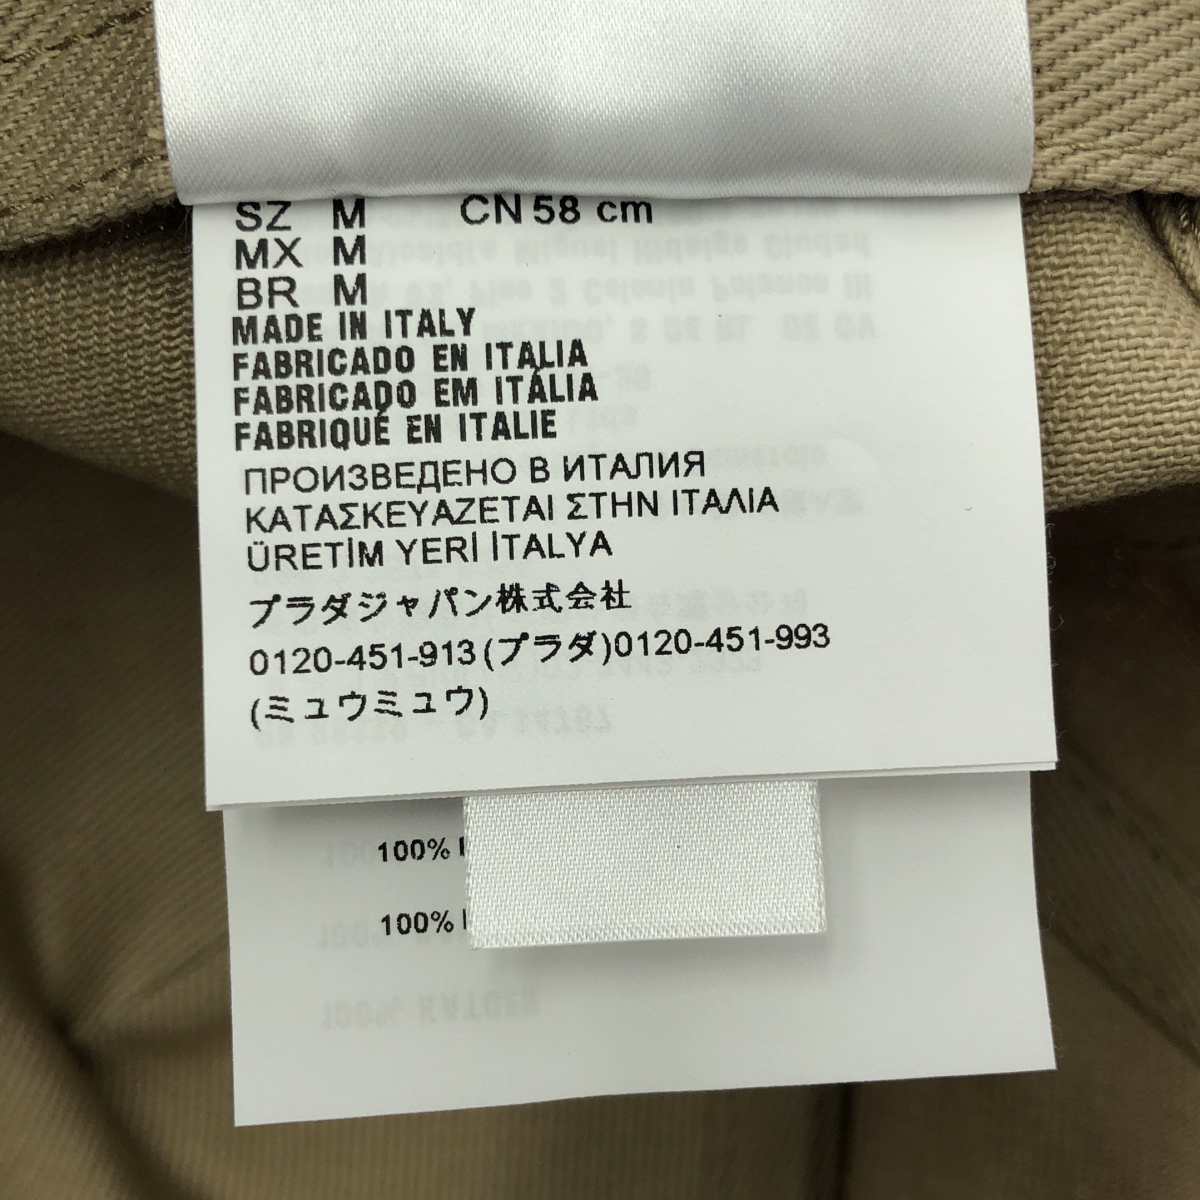 SZ M CN 58 cm
MX M
BR M
MADE IN ITALY
FABRICADO EN ITALIA
FABRICADO EM ITÁLIA
FABRIQUÉ EN ITALIE
ПРОИЗВЕДЕНО В ИТАЛИЯ
ΚΑΤΑΣΚΕΥΑΖΕΤΑΙ ΣΤΗΝ ΙΤΑΛΙΑ
ÜRETİM YERİ İTALYA
プラダジャパン株式会社
0120-451-913(プラダ)0120-451-993
(ミュウミュウ)
100%
100%